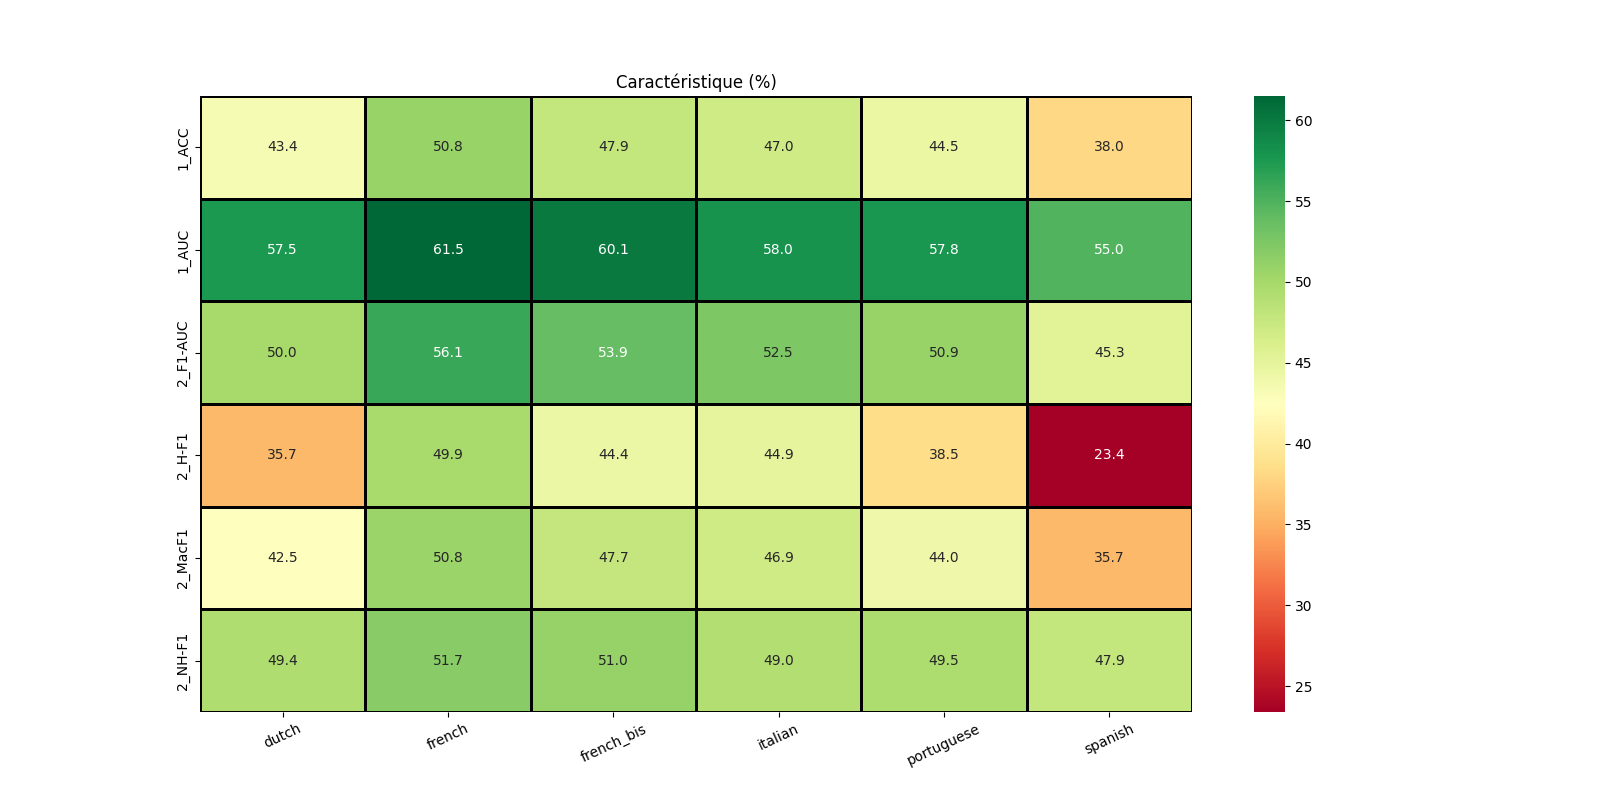 Caractéristique (%)
1_ACC 43.4 50.8 47.9 47.0 44.5 38.0
1_AUC 57.5 61.5 60.1 58.0 57.8 55.0
2_F1-AUC 50.0 56.1 53.9 52.5 50.9 45.3
2_H-F1 35.7 49.9 44.4 44.9 38.5 23.4
2_MacF1 42.5 50.8 47.7 46.9 44.0 35.7
2_NH-F1 49.4 51.7 51.0 49.0 49.5 47.9
dutch french french_bis italian portuguese spanish
60
55
50
45
40
35
30
25